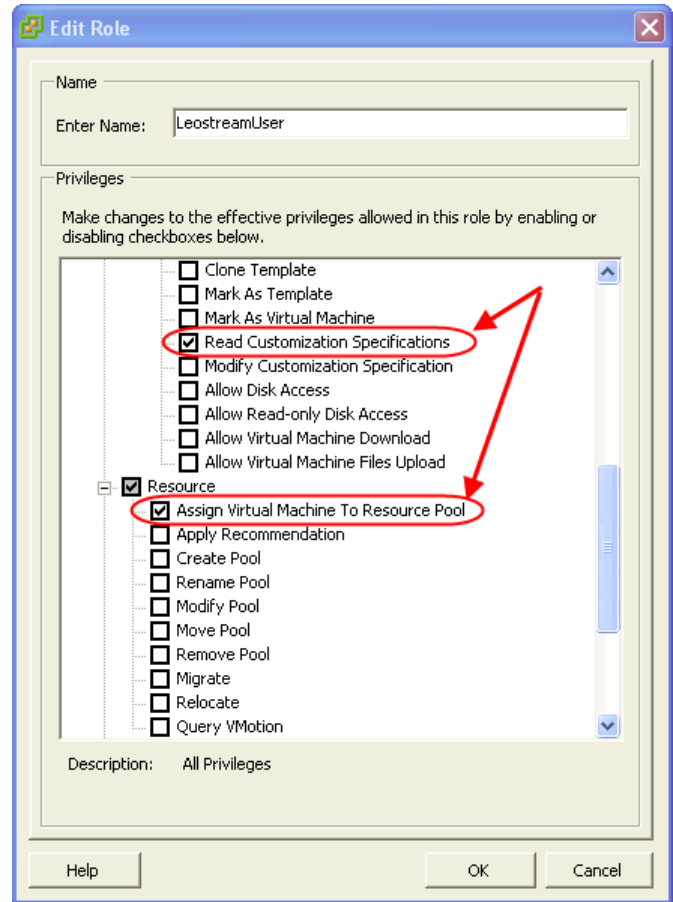 Edit Role
Name
Enter Name: LeostreamUser
Privileges
Make changes to the effective privileges allowed in this role by enabling or
disabling checkboxes below.
Clone Template
Mark As Template
Mark As Virtual Machine
Read Customization Specifications
Modify Customization Specification
Allow Disk Access
Allow Read-only Disk Access
Allow Virtual Machine Download
Allow Virtual Machine Files Upload
Resource
Assign Virtual Machine To Resource Pool
Apply Recommendation
Create Pool
Rename Pool
Modify Pool
Move Pool
Remove Pool
Migrate
Relocate
Query VMotion
Description: All Privileges
Help OK Cancel